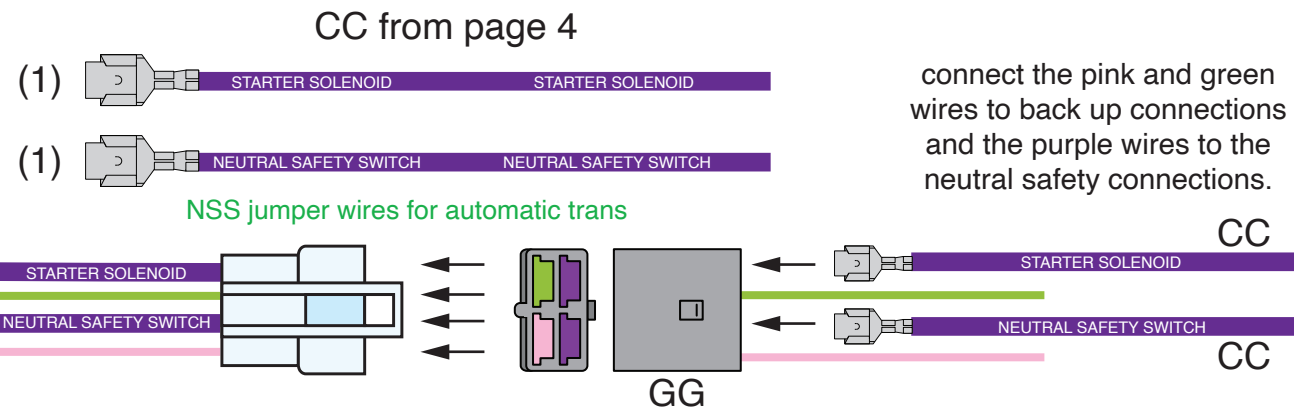 CC from page 4
(1)
STARTER SOLENOID STARTER SOLENOID
(1)
NEUTRAL SAFETY SWITCH NEUTRAL SAFETY SWITCH
NSS jumper wires for automatic trans
connect the pink and green
wires to back up connections
and the purple wires to the
neutral safety connections.
STARTER SOLENOID
NEUTRAL SAFETY SWITCH
GG
CC
STARTER SOLENOID
NEUTRAL SAFETY SWITCH
CC